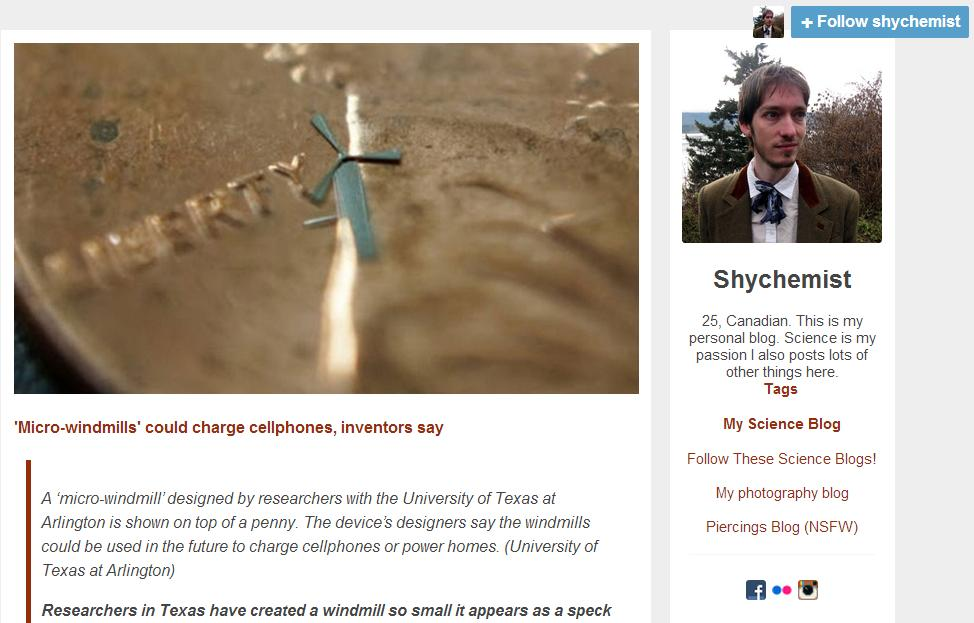 + Follow shychemist
LIBERTY
'Micro-windmills' could charge cellphones, inventors say
A ‘micro-windmill’ designed by researchers with the University of Texas at
Arlington is shown on top of a penny. The device’s designers say the windmills
could be used in the future to charge cellphones or power homes. (University of
Texas at Arlington)
Researchers in Texas have created a windmill so small it appears as a speck
Shychemist
25, Canadian. This is my
personal blog. Science is my
passion I also posts lots of
other things here.
Tags
My Science Blog
Follow These Science Blogs!
My photography blog
Piercings Blog (NSFW)